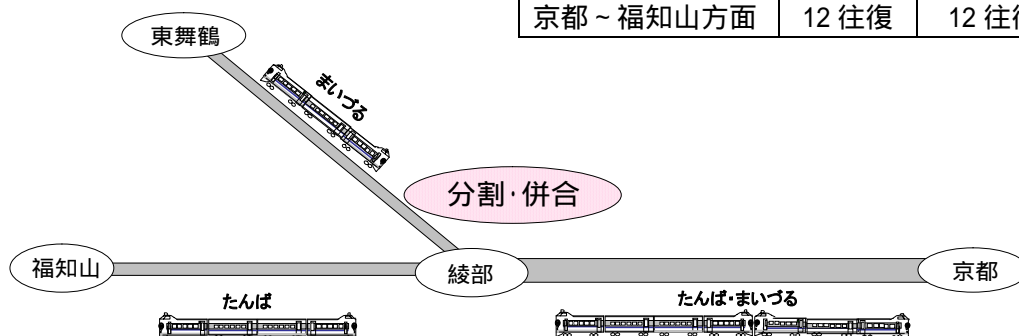 京都~福知山方面 12往復 12往
東舞鶴
まいづる
分割・併合
福知山
綾部
京都
たんば
たんば・まいづる